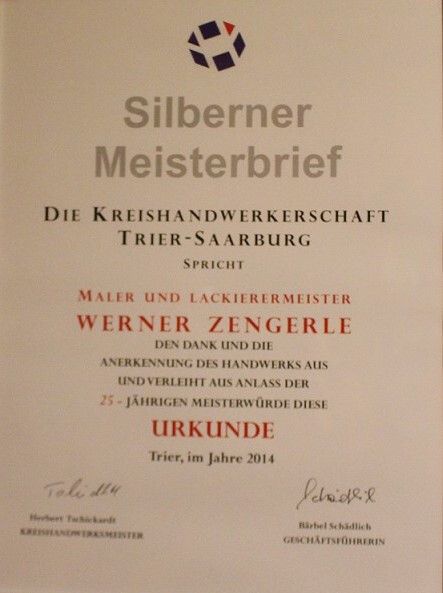 Silberner
Meisterbrief
DIE KREISHANDWERKERSCHAFT
TRIER-SAARBURG
SPRICHT
MALER UND LACKIERERMEISTER
WERNER ZENGERLE
DEN DANK UND DIE
ANERKENNUNG DES HANDWERKS AUS
UND VERLEIHT AUS ANLASS DER
25 - JÄHRIGEN MEISTERWÜRDE DIESE
URKUNDE
Trier, im Jahre 2014
Herbert Tschickardt
KREISHANDWERKSMEISTER
Bärbel Schädlich
GESCHÄFTSFÜHRERIN